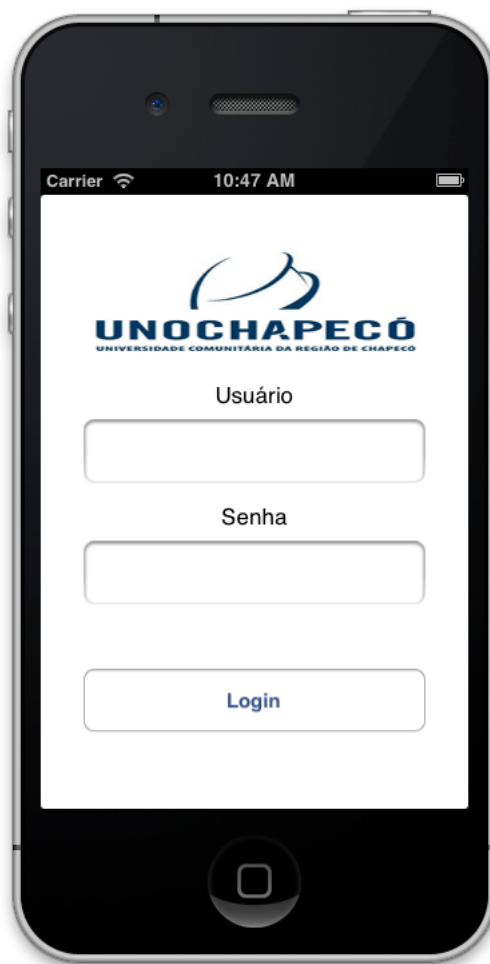 Carrier 10:47 AM
UNOCHAPECÓ
UNIVERSIDADE COMUNITÁRIA DA REGIÃO DE CHAPECÓ
Usuário
Senha
Login